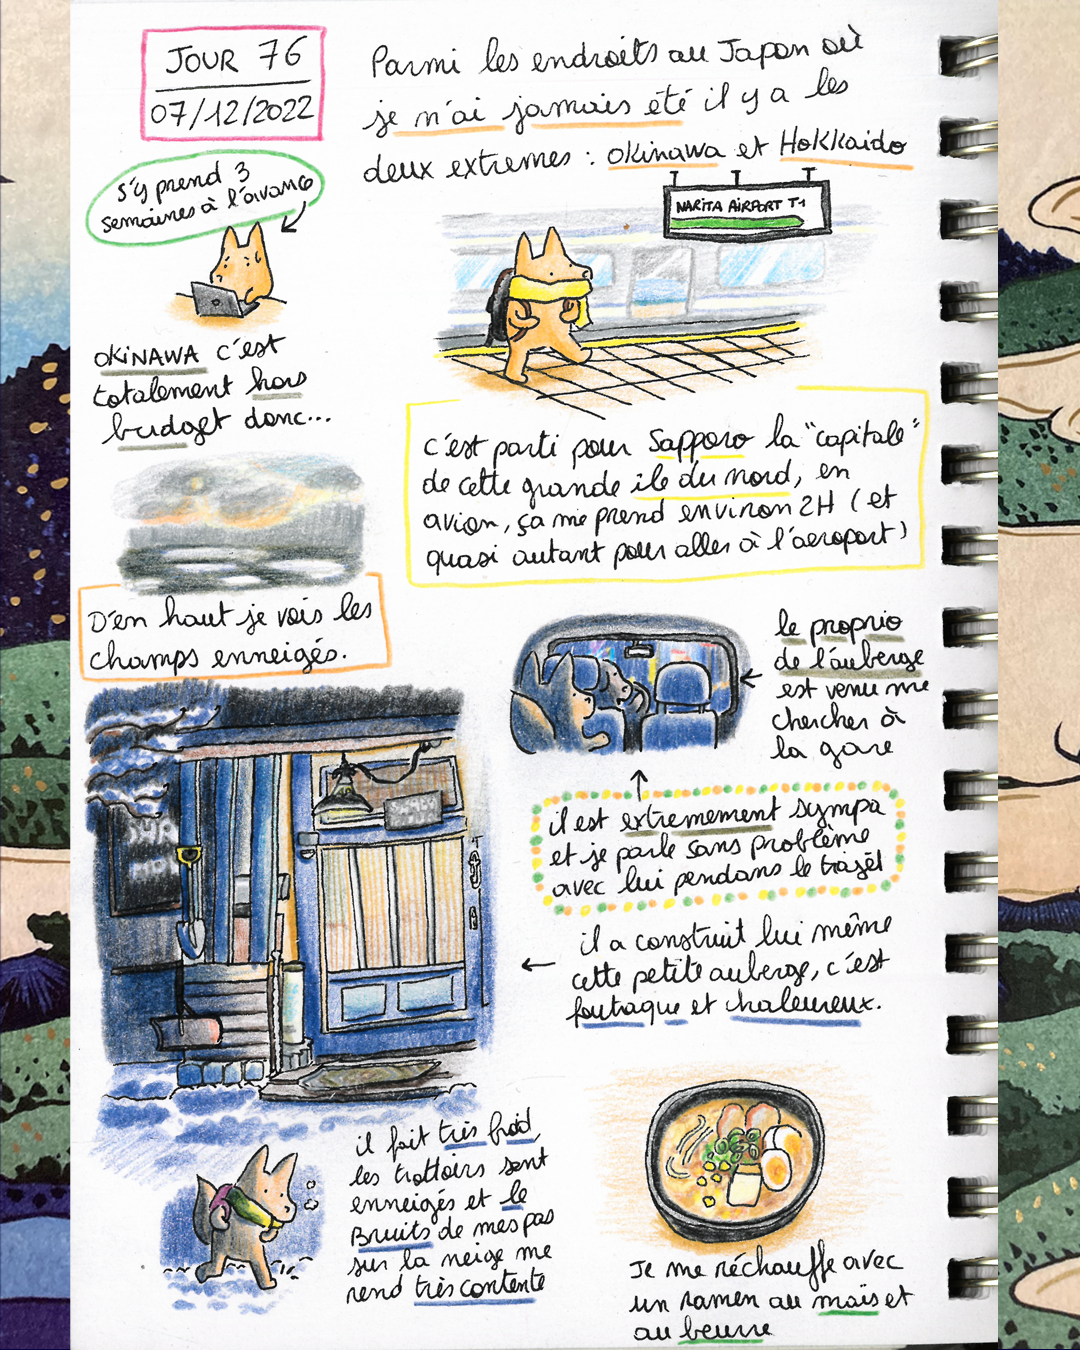 JOUR 76
07/12/2022
Parmi les endroits au Japon où
je n'ai jamais été il y a les
deux extremes : Okinawa et Hokkaido
s'y prend 3
semaines à l'avance
NARITA AIRPORT T1
OKINAWA c'est
totalement hors
budget donc...
c'est parti pour Sapporo la "capitale"
de cette grande ile du nord, en
avion, ça me prend environ 2H (et
quasi autant pour aller à l'aeroport)
D'en haut je vois les
champs enneigés.
le proprio
de l'auberge
est venu me
chercher à
la gare
il est extremement sympa
et je parle sans problème
avec lui pendans le trajet
il a construit lui même
cette petite auberge, c'est
foutraque et chaleureux.
il fait très froid,
les trottoirs sont
enneigés et le
Bruits de mes pas
sur la neige me
rend très contente
Je me réchauffe avec
un ramen au maïs et
au beurre